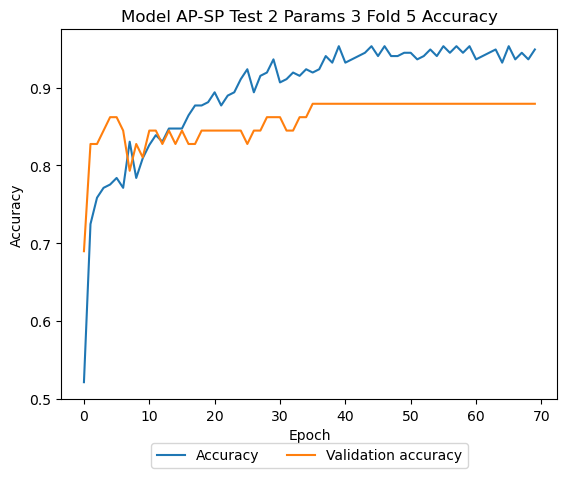 Model AP-SP Test 2 Params 3 Fold 5 Accuracy
Accuracy
0.9
0.8
0.7
0.6
0.5
0 10 20 30 40 50 60 70
Epoch
Accuracy Validation accuracy